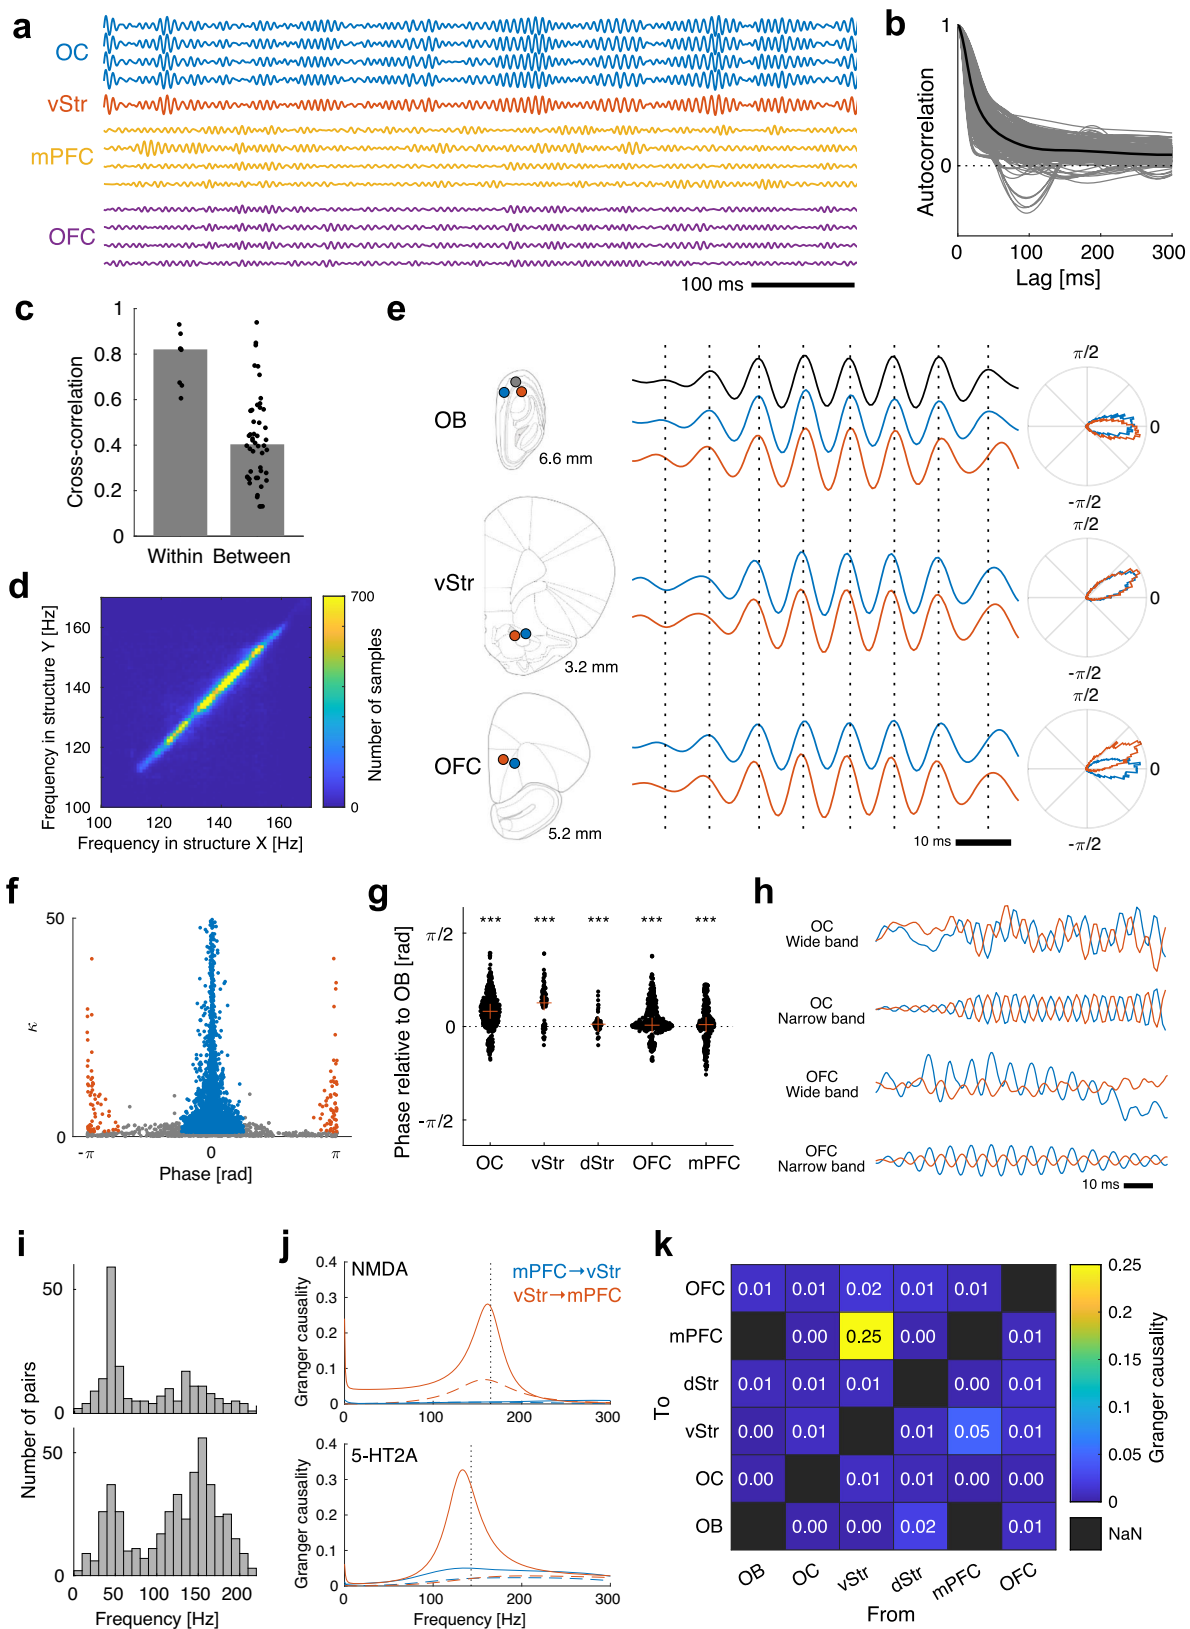 a
OC
vStr
mPFC
OFC
100 ms
b
Autocorrelation
1
0
0 100 200 300
Lag [ms]
c
Cross-correlation
1
0.8
0.6
0.4
0.2
0
Within Between
d
Frequency in structure Y [Hz]
160
140
120
100
100 120 140 160
Frequency in structure X [Hz]
700
0
Number of samples
e
OB
6.6 mm
vStr
3.2 mm
OFC
5.2 mm
π/2
0
-π/2
π/2
0
-π/2
π/2
0
-π/2
10 ms
f
κ
50
0
-π 0 π
Phase [rad]
g
Phase relative to OB [rad]
π/2
0
-π/2
*** *** *** *** ***
OC vStr dStr OFC mPFC
h
OC
Wide band
OC
Narrow band
OFC
Wide band
OFC
Narrow band
10 ms
i
Number of pairs
50
0
50
0
0 50 100 150 200
Frequency [Hz]
j
NMDA
mPFC→vStr
vStr→mPFC
Granger causality
0.4
0.3
0.2
0.1
0
0 100 200 300
5-HT2A
Granger causality
0.4
0.3
0.2
0.1
0
0 100 200 300
Frequency [Hz]
k
To
OFC 0.01 0.01 0.02 0.01 0.01
mPFC 0.00 0.25 0.00 0.01
dStr 0.01 0.01 0.01 0.00 0.01
vStr 0.00 0.01 0.01 0.05 0.01
OC 0.00 0.01 0.01 0.00 0.00
OB 0.00 0.00 0.02 0.01
OB OC vStr dStr mPFC OFC
From
0.25
0.2
0.15
0.1
0.05
0
Granger causality
NaN